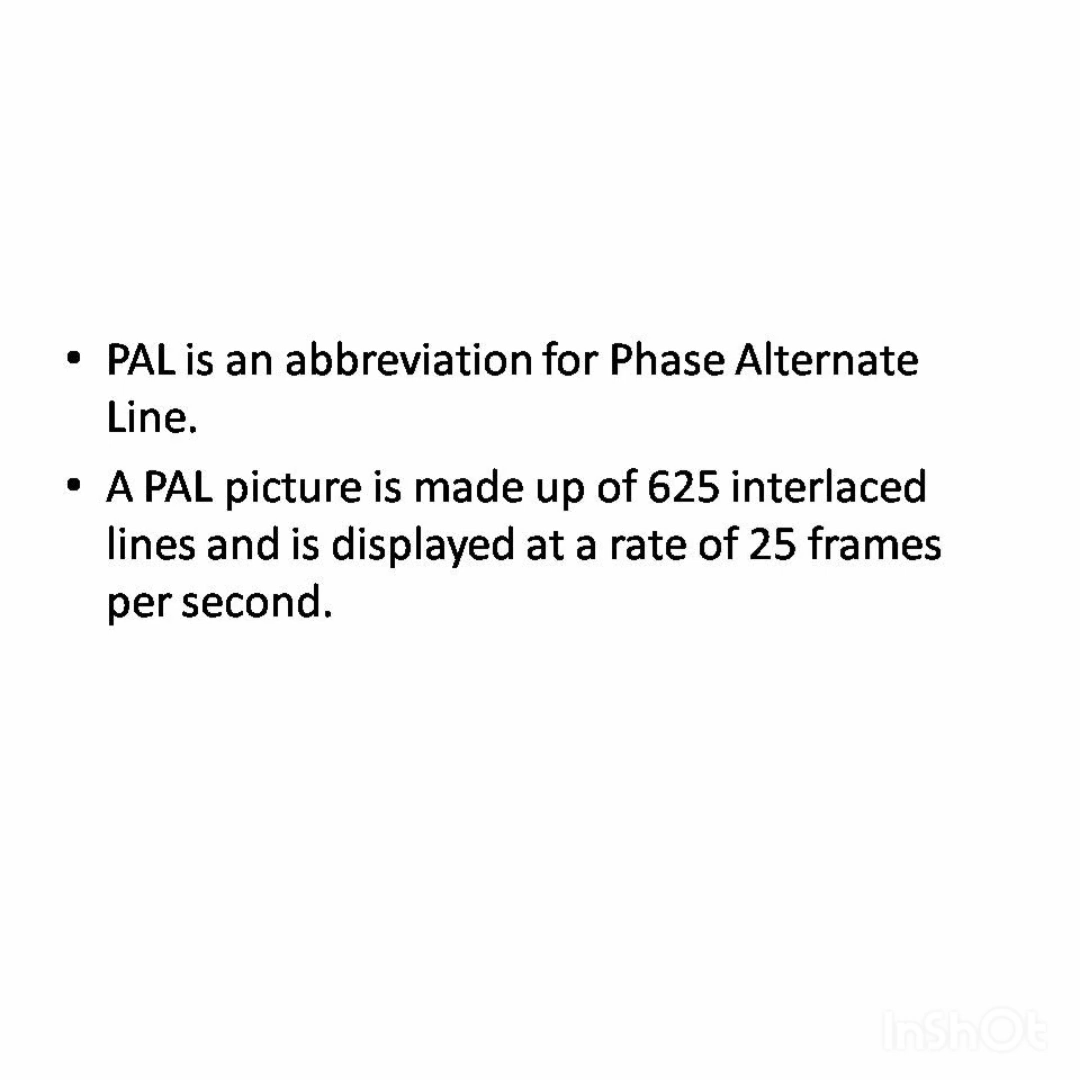 • PAL is an abbreviation for Phase Alternate
Line.
• A PAL picture is made up of 625 interlaced
lines and is displayed at a rate of 25 frames
per second.
InShOt